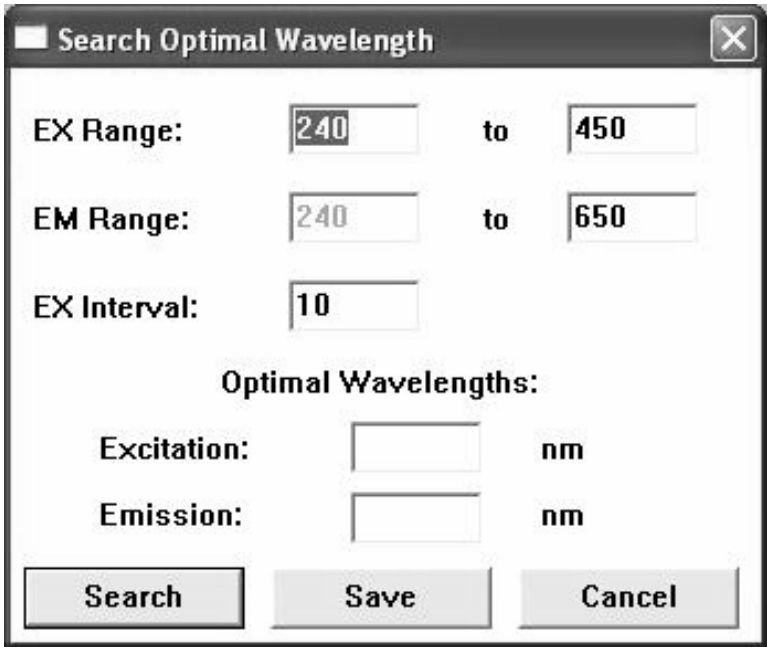 Search Optimal Wavelength
EX Range: 240 to 450
EM Range: 240 to 650
EX Interval: 10
Optimal Wavelengths:
Excitation: nm
Emission: nm
Search Save Cancel